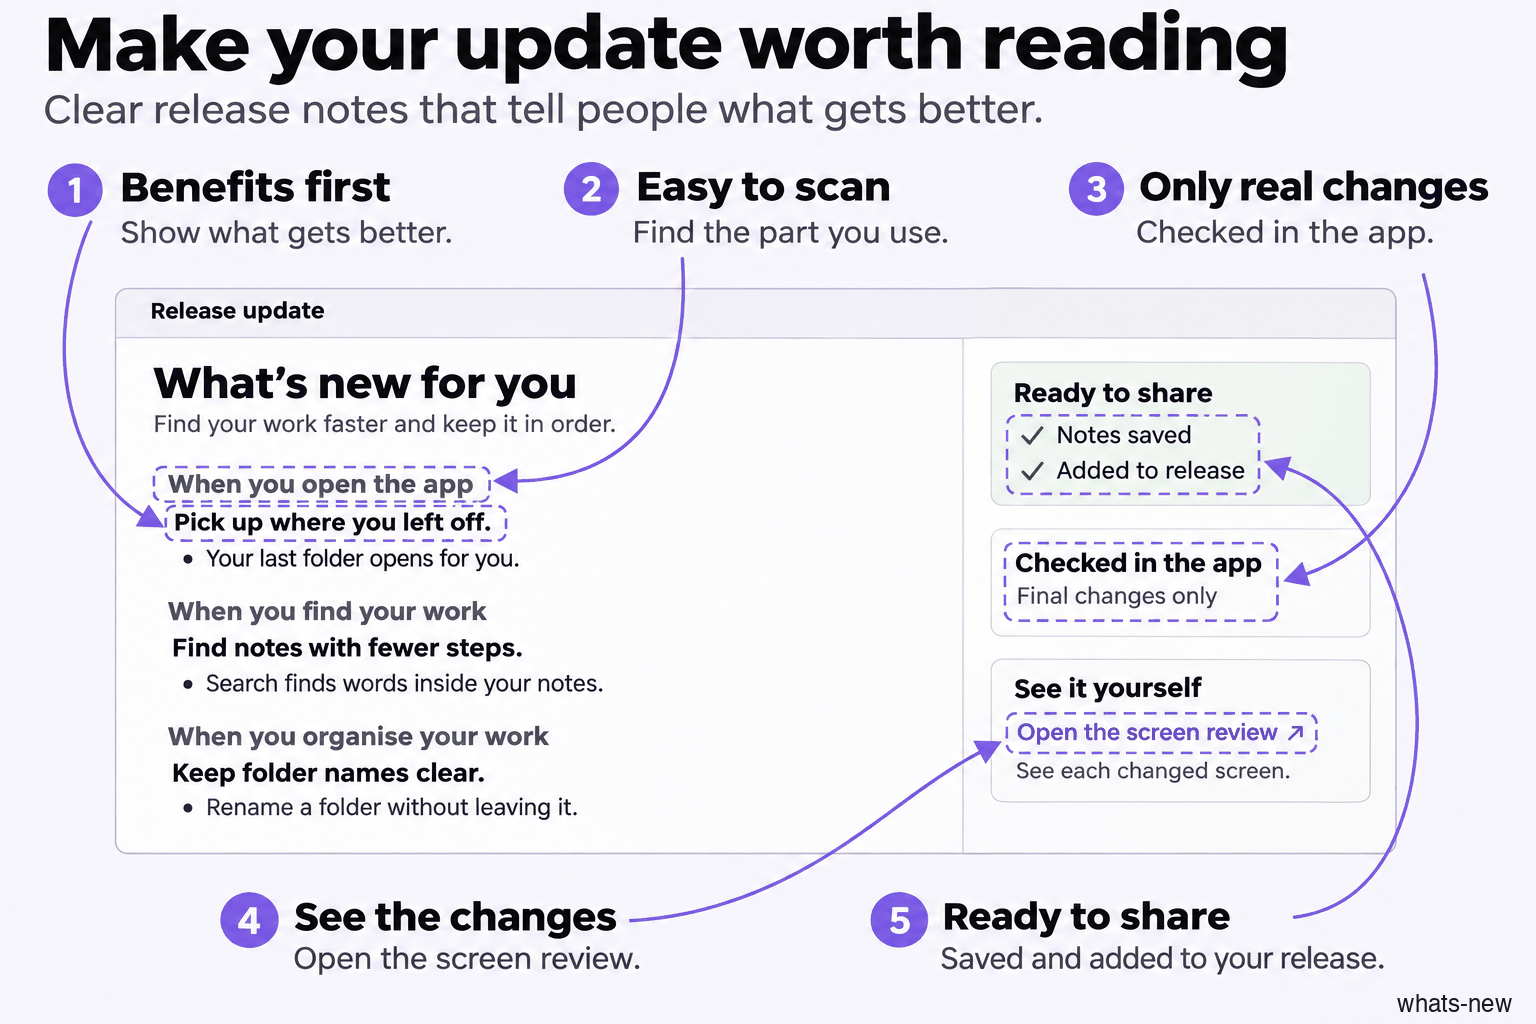 Make your update worth reading
Clear release notes that tell people what gets better.
1 Benefits first
Show what gets better.
2 Easy to scan
Find the part you use.
3 Only real changes
Checked in the app.
Release update
What's new for you
Find your work faster and keep it in order.
When you open the app
Pick up where you left off.
• Your last folder opens for you.
When you find your work
Find notes with fewer steps.
• Search finds words inside your notes.
When you organise your work
Keep folder names clear.
• Rename a folder without leaving it.
Ready to share
✓ Notes saved
✓ Added to release
Checked in the app
Final changes only
See it yourself
Open the screen review ↗
See each changed screen.
4 See the changes
Open the screen review.
5 Ready to share
Saved and added to your release.
whats-new